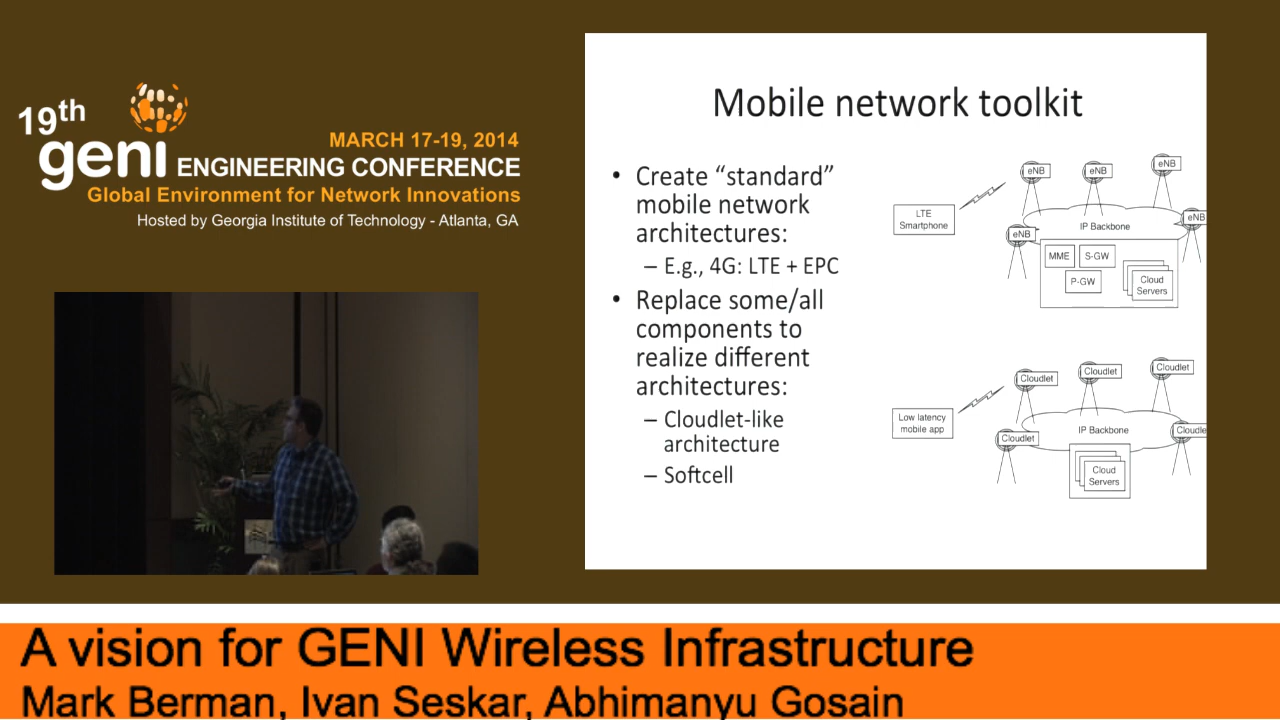 19th
geni ENGINEERING CONFERENCE
MARCH 17-19, 2014
Global Environment for Network Innovations
Hosted by Georgia Institute of Technology - Atlanta, GA
Mobile network toolkit
• Create “standard”
mobile network
architectures:
– E.g., 4G: LTE + EPC
• Replace some/all
components to
realize different
architectures:
– Cloudlet-like
architecture
– Softcell
eNB
eNB
eNB
LTE
Smartphone
eNB
IP Backbone
eNB
MME
S-GW
P-GW
Cloud
Servers
Cloudlet
Cloudlet
Cloudlet
Low latency
mobile app
Cloudlet
IP Backbone
Cloudle
Cloud
Servers
A vision for GENI Wireless Infrastructure
Mark Berman, Ivan Seskar, Abhimanyu Gosain